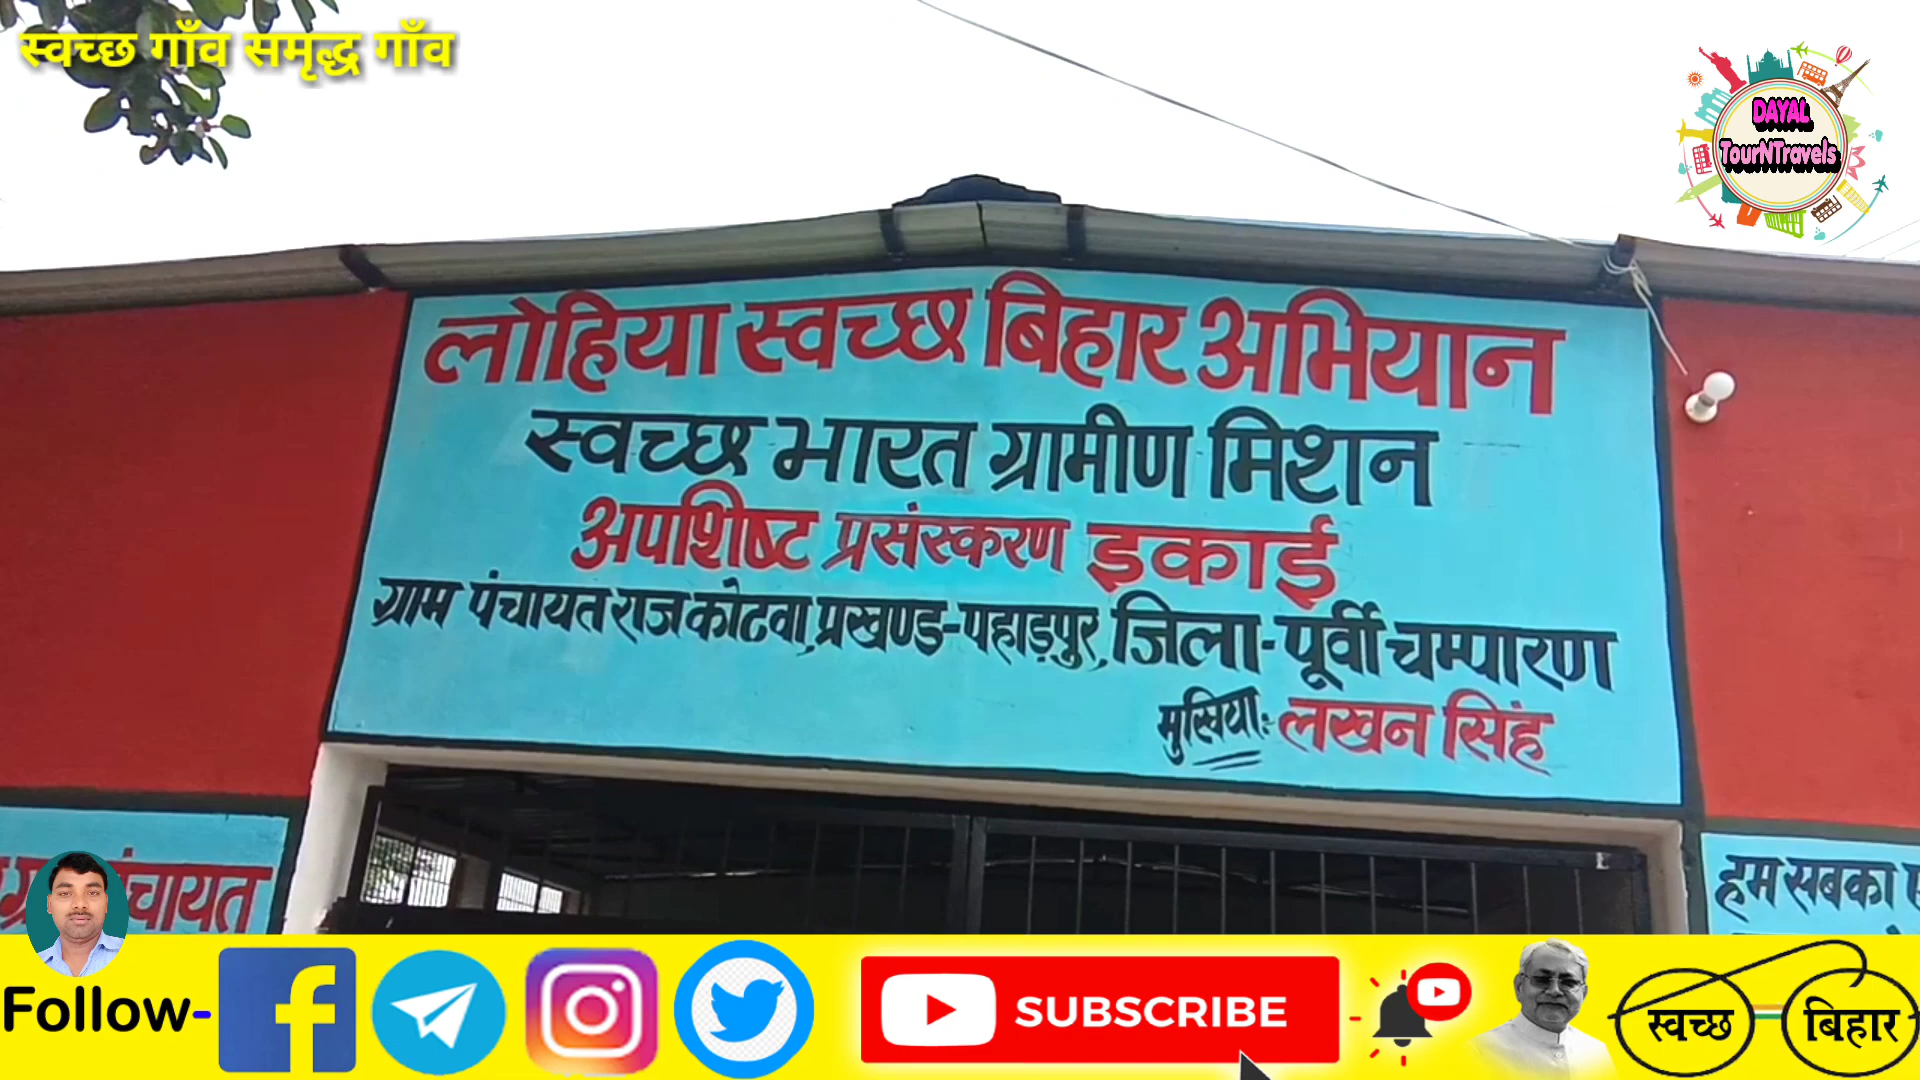 स्वच्छ गाँव समृद्ध गाँव
DAYAL
TourNTravels
लोहिया स्वच्छ बिहार अभियान
स्वच्छ भारत ग्रामीण मिशन
अपशिष्ट प्रसंस्करण इकाई
ग्राम पंचायत राज कोटवा, प्रखण्ड-पहाड़पुर, जिला-पूर्वी चम्पारण
मुखिया: लखन सिंह
पंचायत
हम सबका
Follow-
SUBSCRIBE
स्वच्छ बिहार